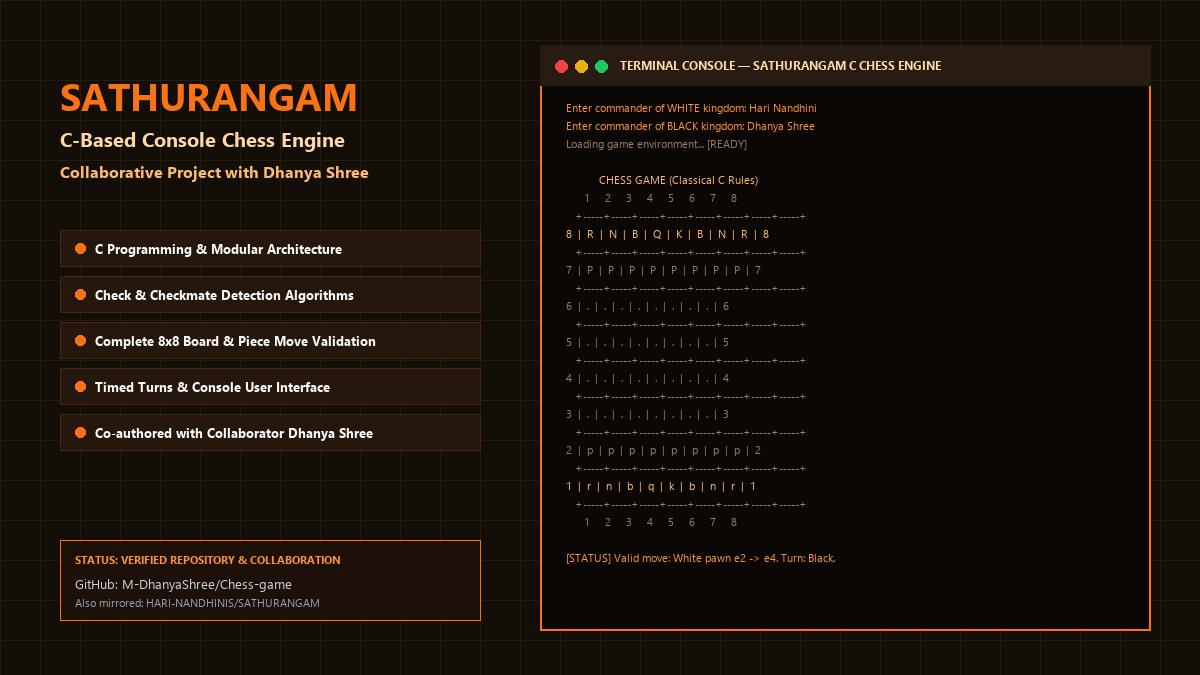 SATHURANGAM
C-Based Console Chess Engine
Collaborative Project with Dhanya Shree
C Programming & Modular Architecture
Check & Checkmate Detection Algorithms
Complete 8x8 Board & Piece Move Validation
Timed Turns & Console User Interface
Co-authored with Collaborator Dhanya Shree
STATUS: VERIFIED REPOSITORY & COLLABORATION
GitHub: M-DhanyaShree/Chess-game
Also mirrored: HARI-NANDHINIS/SATHURANGAM
TERMINAL CONSOLE — SATHURANGAM C CHESS ENGINE
Enter commander of WHITE kingdom: Hari Nandhini
Enter commander of BLACK kingdom: Dhanya Shree
Loading game environment... [READY]
CHESS GAME (Classical C Rules)
1 2 3 4 5 6 7 8
+-----+-----+-----+-----+-----+-----+-----+-----+
8 | R | N | B | Q | K | B | N | R | 8
+-----+-----+-----+-----+-----+-----+-----+-----+
7 | P | P | P | P | P | P | P | P | 7
+-----+-----+-----+-----+-----+-----+-----+-----+
6 | . | . | . | . | . | . | . | . | 6
+-----+-----+-----+-----+-----+-----+-----+-----+
5 | . | . | . | . | . | . | . | . | 5
+-----+-----+-----+-----+-----+-----+-----+-----+
4 | . | . | . | . | . | . | . | . | 4
+-----+-----+-----+-----+-----+-----+-----+-----+
3 | . | . | . | . | . | . | . | . | 3
+-----+-----+-----+-----+-----+-----+-----+-----+
2 | p | p | p | p | p | p | p | p | 2
+-----+-----+-----+-----+-----+-----+-----+-----+
1 | r | n | b | q | k | b | n | r | 1
+-----+-----+-----+-----+-----+-----+-----+-----+
1 2 3 4 5 6 7 8
[STATUS] Valid move: White pawn e2 -> e4. Turn: Black.